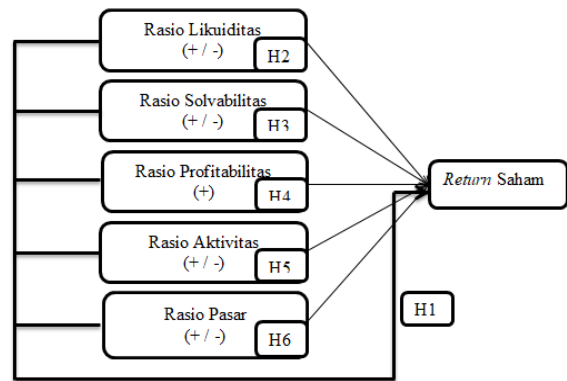 Rasio Likuiditas
(+ / -)
H2
Rasio Solvabilitas
(+ / -)
H3
Rasio Profitabilitas
(+)
H4
Return Saham
Rasio Aktivitas
(+ / -)
H5
Rasio Pasar
(+ / -)
H6
H1